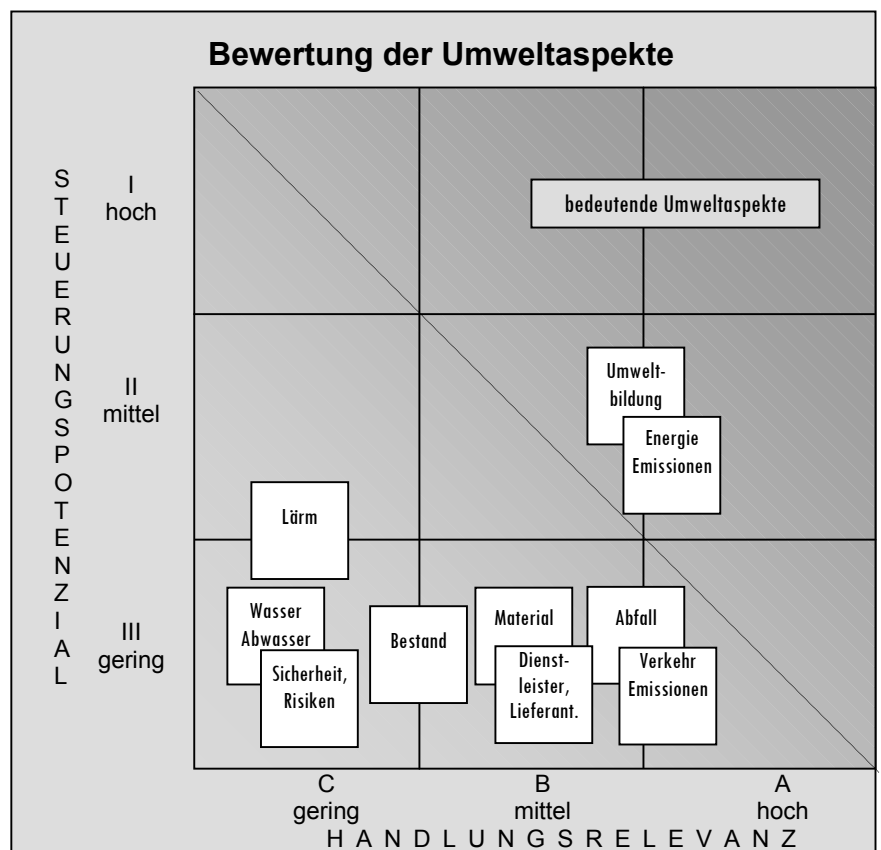 Bewertung der Umweltaspekte
STEUERUNGSPOTENZIAL
I
hoch
bedeutende Umweltaspekte
II
mittel
Umwelt-
bildung
Energie
Emissionen
Lärm
III
gering
Wasser
Abwasser
Sicherheit,
Risiken
Bestand
Material
Dienst-
leister,
Lieferant.
Abfall
Verkehr
Emissionen
C
gering
B
mittel
A
hoch
HANDLUNGSRELEVANZ